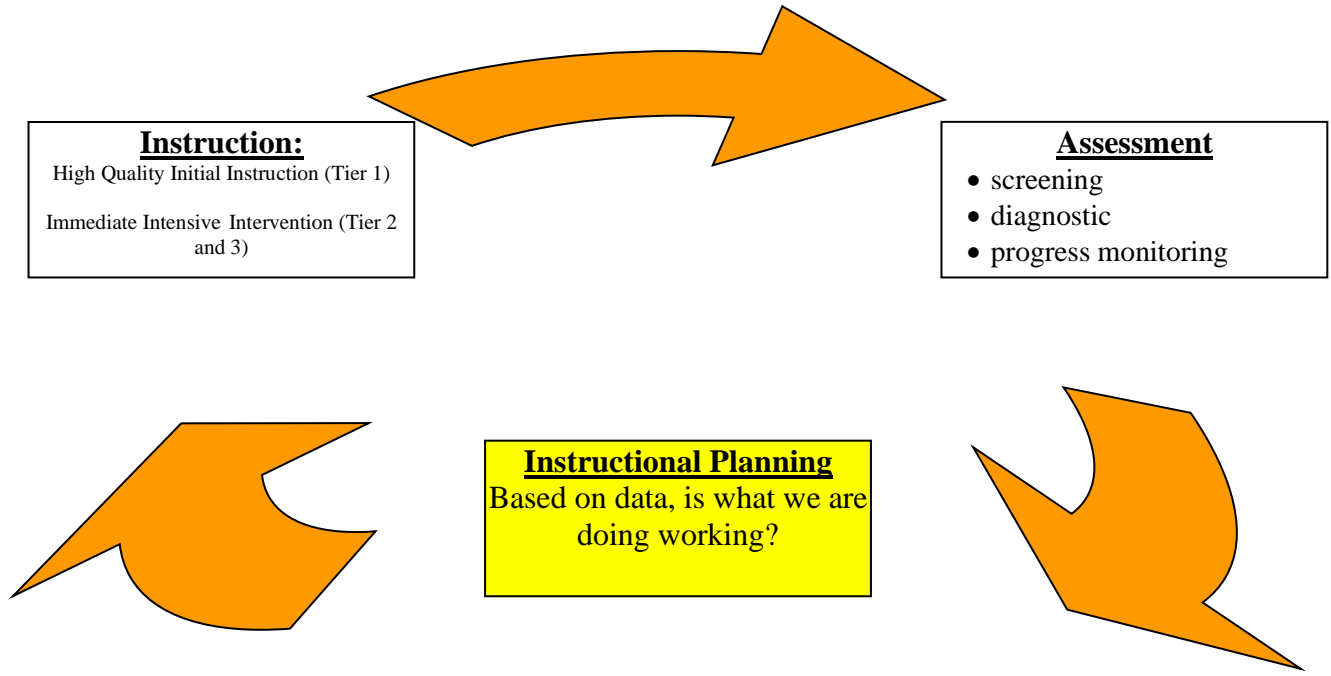 Instruction:
High Quality Initial Instruction (Tier 1)
Immediate Intensive Intervention (Tier 2
and 3)
Assessment
• screening
• diagnostic
• progress monitoring
Instructional Planning
Based on data, is what we are
doing working?